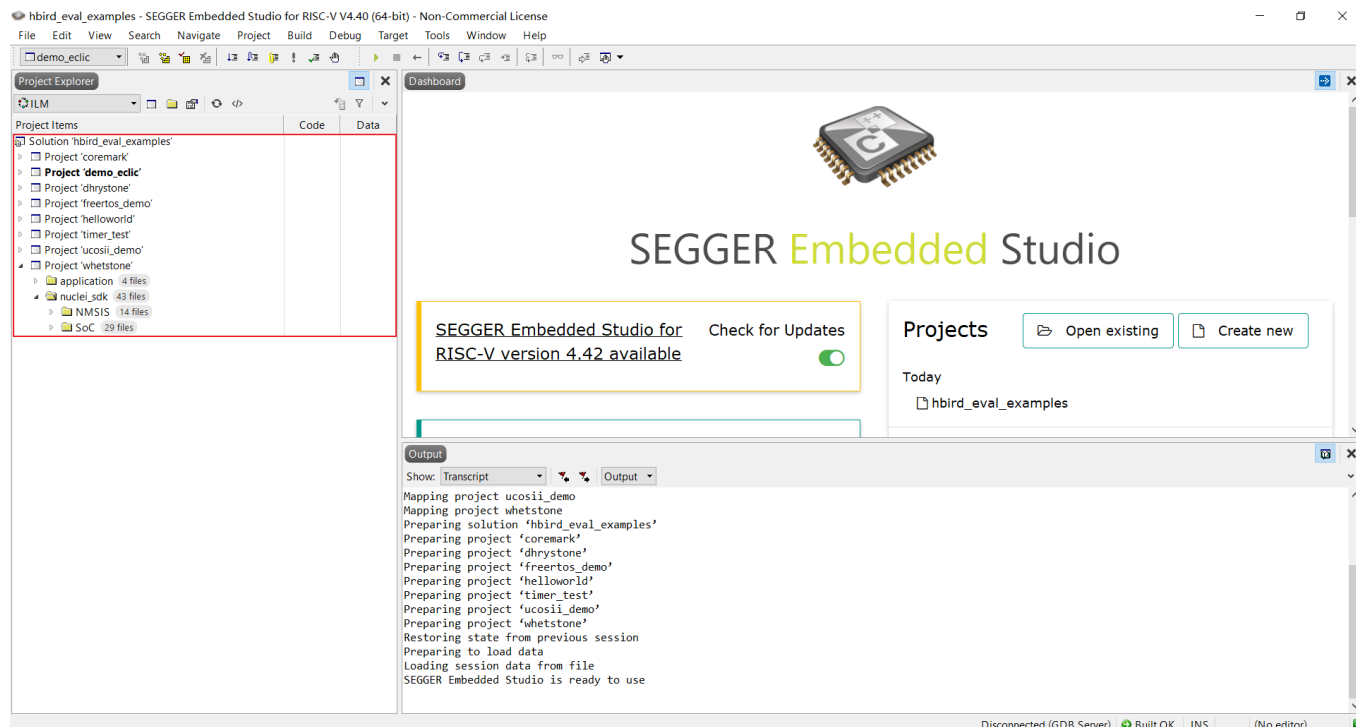 hbird_eval_examples - SEGGER Embedded Studio for RISC-V V4.40 (64-bit) - Non-Commercial License
File Edit View Search Navigate Project Build Debug Target Tools Window Help
demo_eclic
Project Explorer
ILM
Project Items Code Data
Solution 'hbird_eval_examples'
Project 'coremark'
Project 'demo_eclic'
Project 'dhrystone'
Project 'freertos_demo'
Project 'helloworld'
Project 'timer_test'
Project 'ucosii_demo'
Project 'whetstone'
application 4 files
nuclei_sdk 43 files
NMSIS 14 files
SoC 29 files
Dashboard
C
SEGGER Embedded Studio
SEGGER Embedded Studio for
RISC-V version 4.42 available
Check for Updates
Projects Open existing Create new
Today
hbird_eval_examples
Output
Show: Transcript Output
Mapping project ucosii_demo
Mapping project whetstone
Preparing solution ‘hbird_eval_examples’
Preparing project ‘coremark’
Preparing project ‘dhrystone’
Preparing project ‘freertos_demo’
Preparing project ‘helloworld’
Preparing project ‘timer_test’
Preparing project ‘ucosii_demo’
Preparing project ‘whetstone’
Restoring state from previous session
Preparing to load data
Loading session data from file
SEGGER Embedded Studio is ready to use
Disconnected (GDB Server) Built OK INS (No editor)